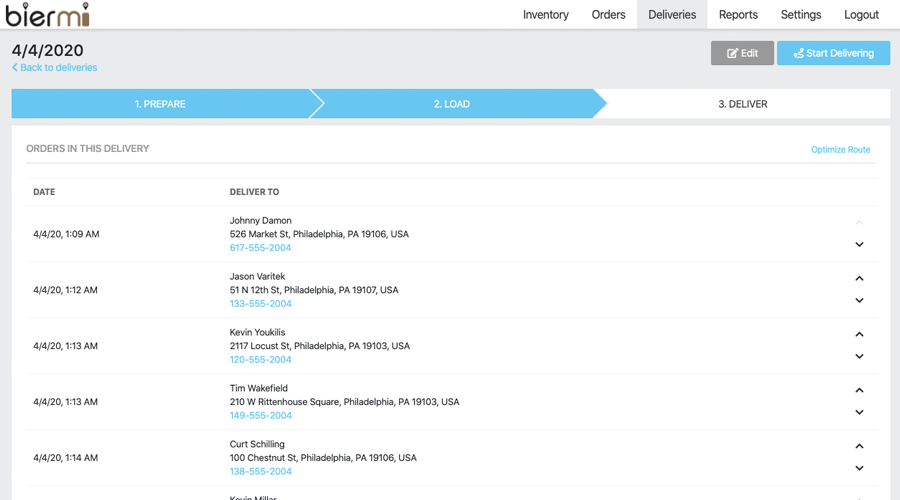 biermi
Inventory Orders Deliveries Reports Settings Logout
4/4/2020
Back to deliveries
Edit
Start Delivering
1. PREPARE
2. LOAD
3. DELIVER
ORDERS IN THIS DELIVERY
Optimize Route
DATE
DELIVER TO
4/4/20, 1:09 AM
Johnny Damon
526 Market St, Philadelphia, PA 19106, USA
617-555-2004
4/4/20, 1:12 AM
Jason Varitek
51 N 12th St, Philadelphia, PA 19107, USA
133-555-2004
4/4/20, 1:13 AM
Kevin Youkilis
2117 Locust St, Philadelphia, PA 19103, USA
120-555-2004
4/4/20, 1:13 AM
Tim Wakefield
210 W Rittenhouse Square, Philadelphia, PA 19103, USA
149-555-2004
4/4/20, 1:14 AM
Curt Schilling
100 Chestnut St, Philadelphia, PA 19106, USA
138-555-2004
Kevin Millar